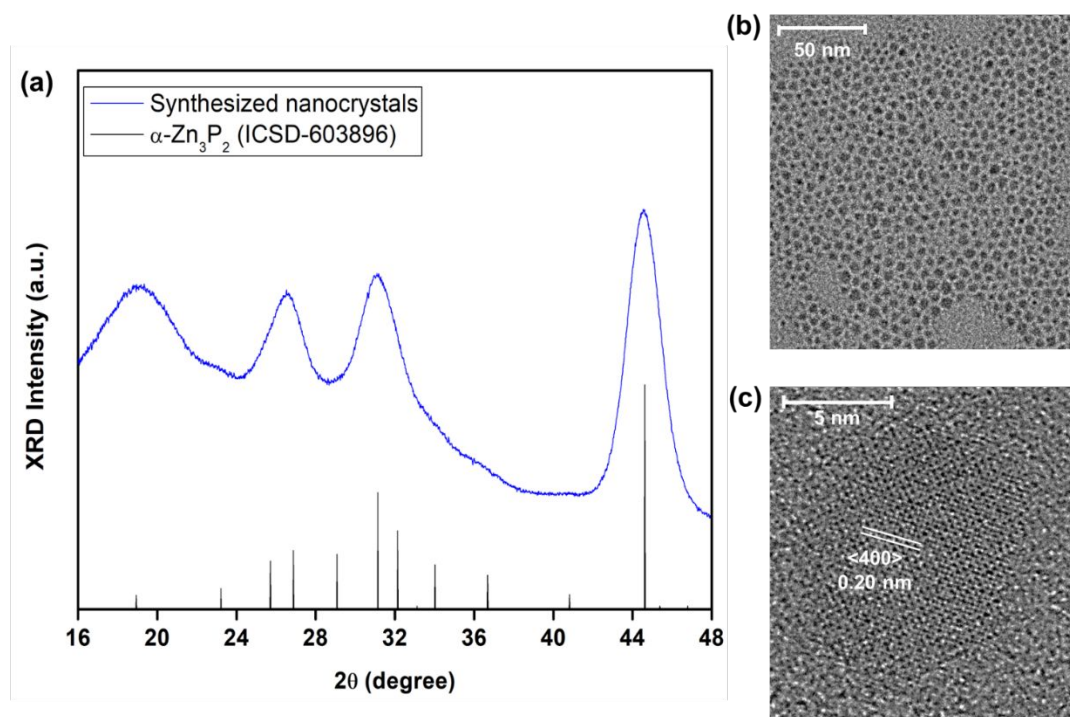 (a)
XRD Intensity (a.u.)
Synthesized nanocrystals
α-Zn₃P₂ (ICSD-603896)
16 20 24 28 32 36 40 44 48
2θ (degree)
(b)
50 nm
(c)
5 nm
<400>
0.20 nm